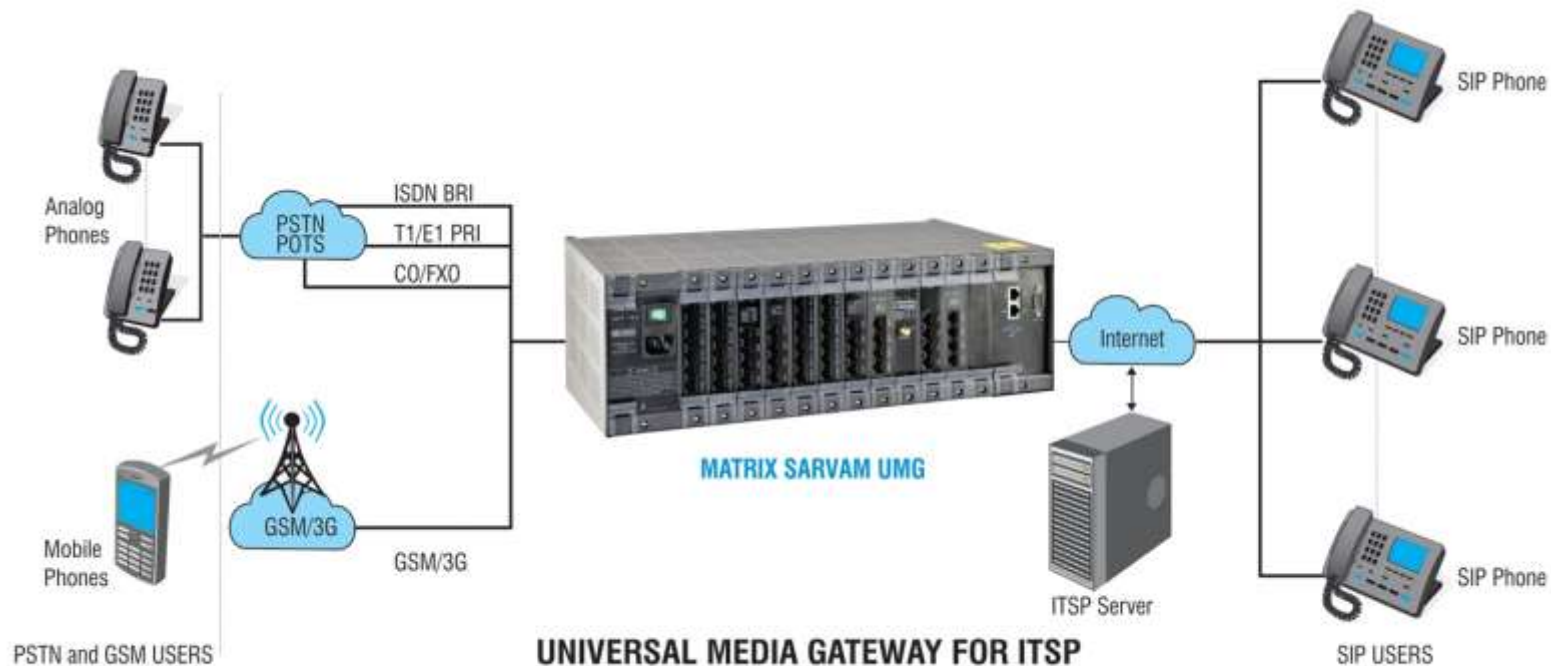 Analog
Phones
PSTN
POTS
ISDN BRI
T1/E1 PRI
CO/FXO
Mobile
Phones
GSM/3G
GSM/3G
PSTN and GSM USERS
MATRIX SARVAM UMG
Internet
ITSP Server
SIP Phone
SIP Phone
SIP Phone
SIP USERS
UNIVERSAL MEDIA GATEWAY FOR ITSP